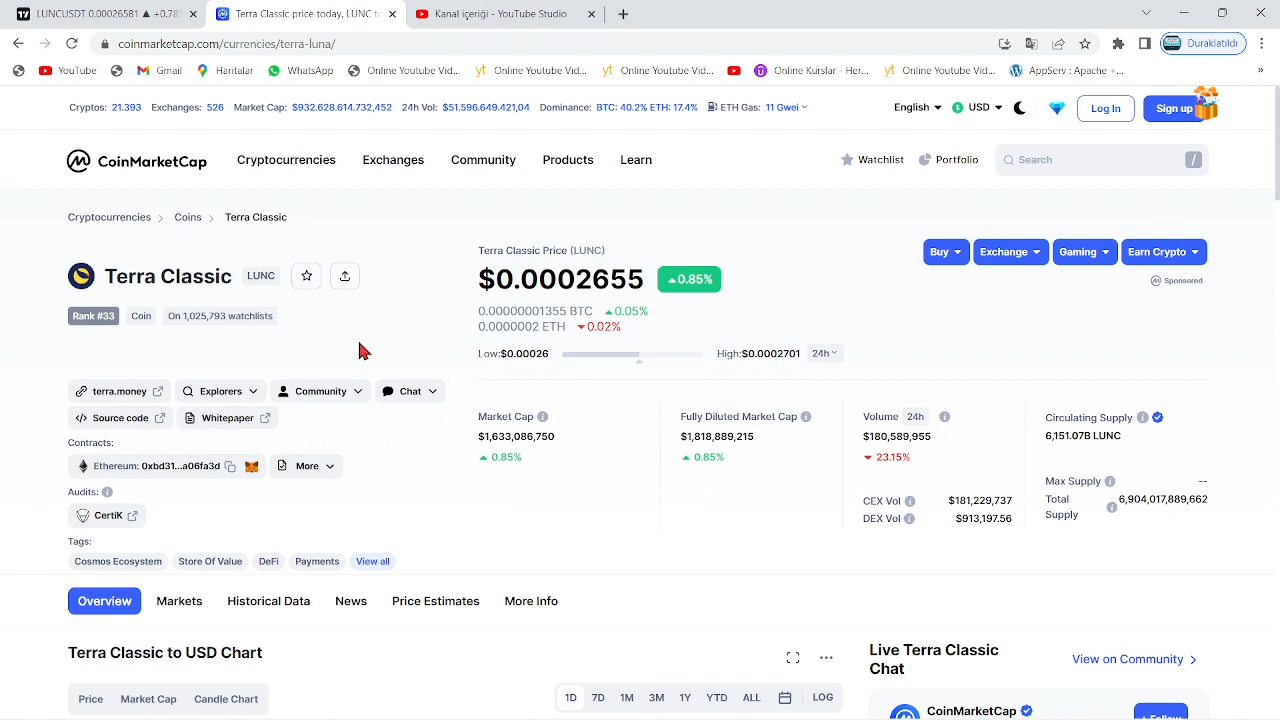 LUNCUSDT 0.00026581 ▲ +0.78
Terra Classic price today, LUNC to
Kanal içeriği - YouTube Studio
coinmarketcap.com/currencies/terra-luna/
Duraklatıldı
YouTube
Gmail
Haritalar
WhatsApp
Online Youtube Vid...
Online Youtube Vid...
Online Youtube Vid...
Online Kurslar - Her...
Online Youtube Vid...
AppServ : Apache +...
»
Cryptos: 21.393 Exchanges: 526 Market Cap: $932.628.614.732,452 24h Vol: $51.596.649.421,04 Dominance: BTC: 40.2% ETH: 17.4% ETH Gas: 11 Gwei
English USD
Log In
Sign up
CoinMarketCap
Cryptocurrencies Exchanges Community Products Learn
Watchlist Portfolio
Search /
Cryptocurrencies > Coins > Terra Classic
Terra Classic LUNC
Rank #33 Coin On 1,025,793 watchlists
Terra Classic Price (LUNC)
$0.0002655 ▲0.85%
0.00000001355 BTC ▲0.05%
0.0000002 ETH ▼0.02%
Low:$0.00026 High:$0.0002701 24h
Buy Exchange Gaming Earn Crypto
Sponsored
terra.money Explorers Community Chat
Source code Whitepaper
Contracts:
Ethereum: 0xbd31...a06fa3d More
Audits:
CertiK
Tags:
Cosmos Ecosystem Store Of Value DeFi Payments View all
Market Cap
$1,633,086,750
▲ 0.85%
Fully Diluted Market Cap
$1,818,889,215
▲ 0.85%
Volume 24h
$180,589,955
▼ 23.15%
CEX Vol $181,229,737
DEX Vol $913,197.56
Circulating Supply
6,151.07B LUNC
Max Supply --
Total Supply 6,904,017,889,662
Overview Markets Historical Data News Price Estimates More Info
Terra Classic to USD Chart
Price Market Cap Candle Chart
1D 7D 1M 3M 1Y YTD ALL LOG
Live Terra Classic
Chat
View on Community >
CoinMarketCap
+ Follow